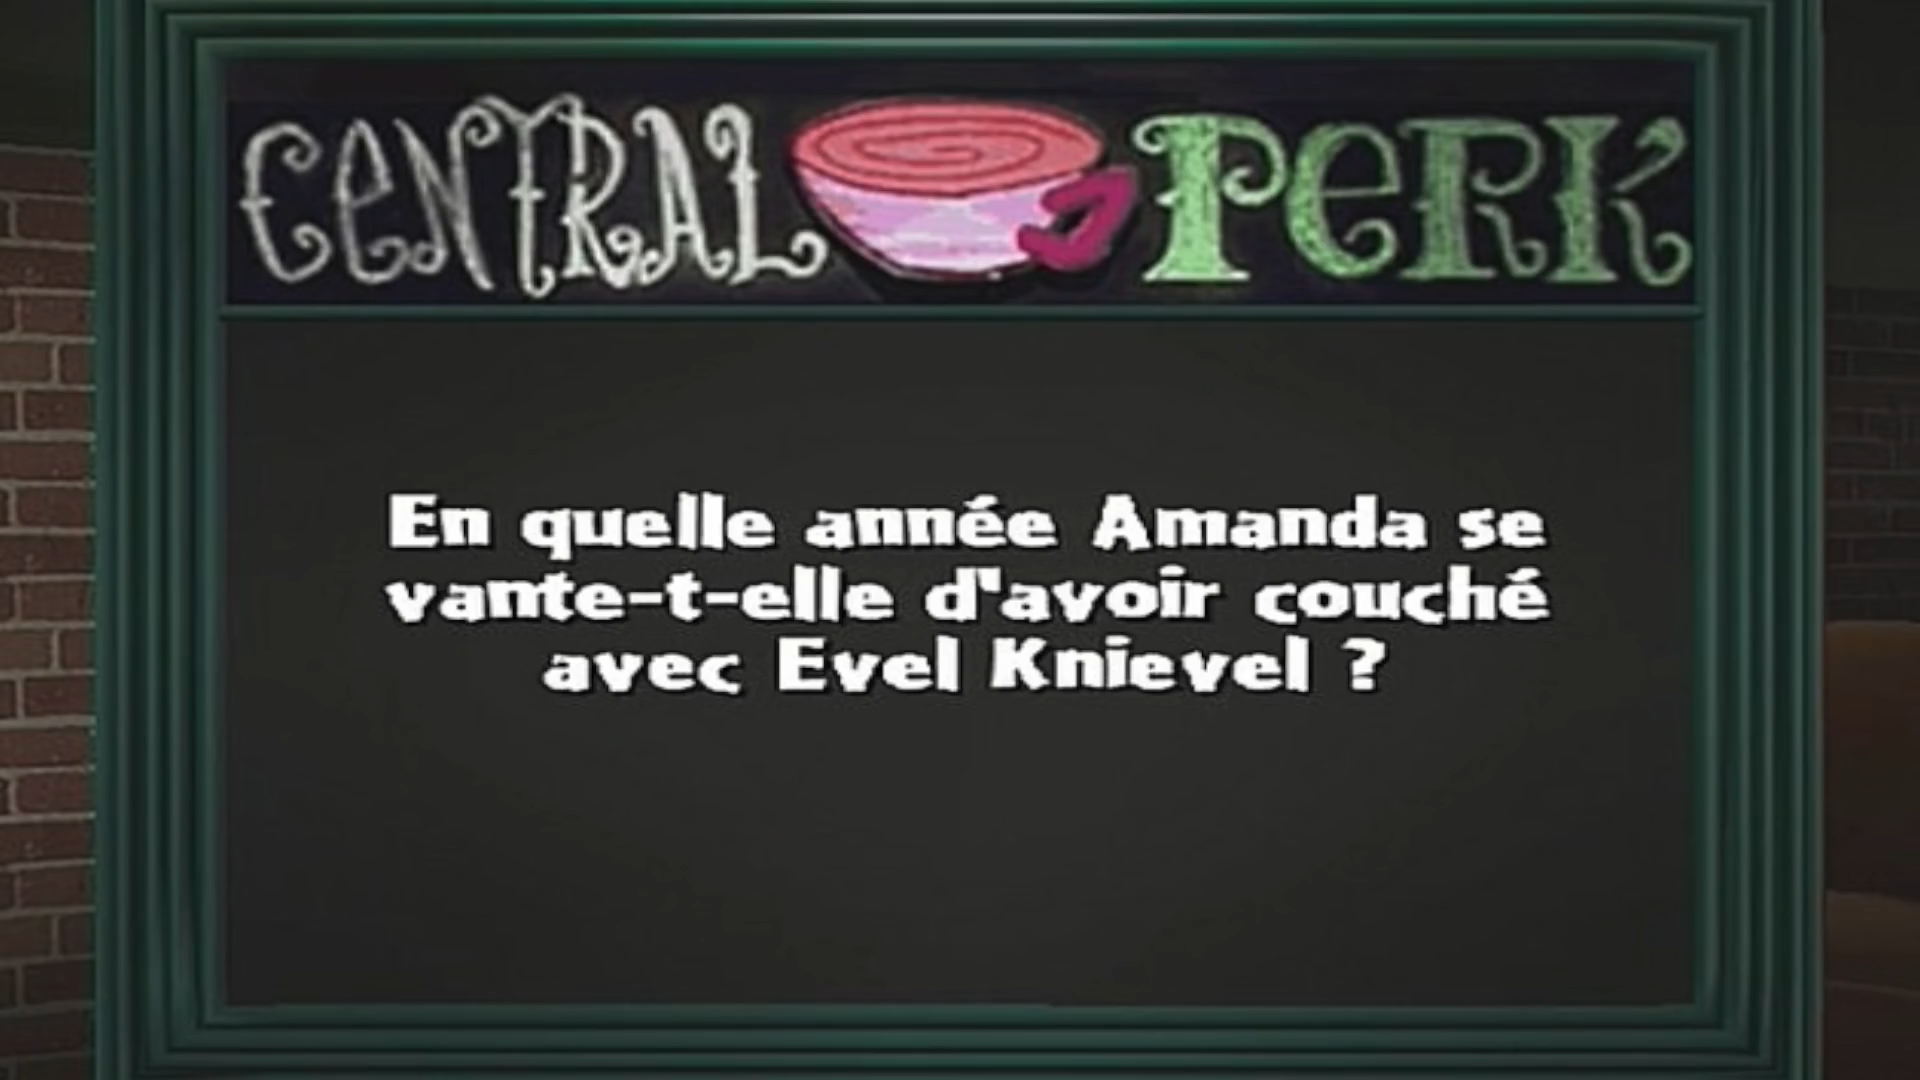 CENTRAL PERK
En quelle année Amanda se
vante-t-elle d'avoir couché
avec Evel Knievel ?